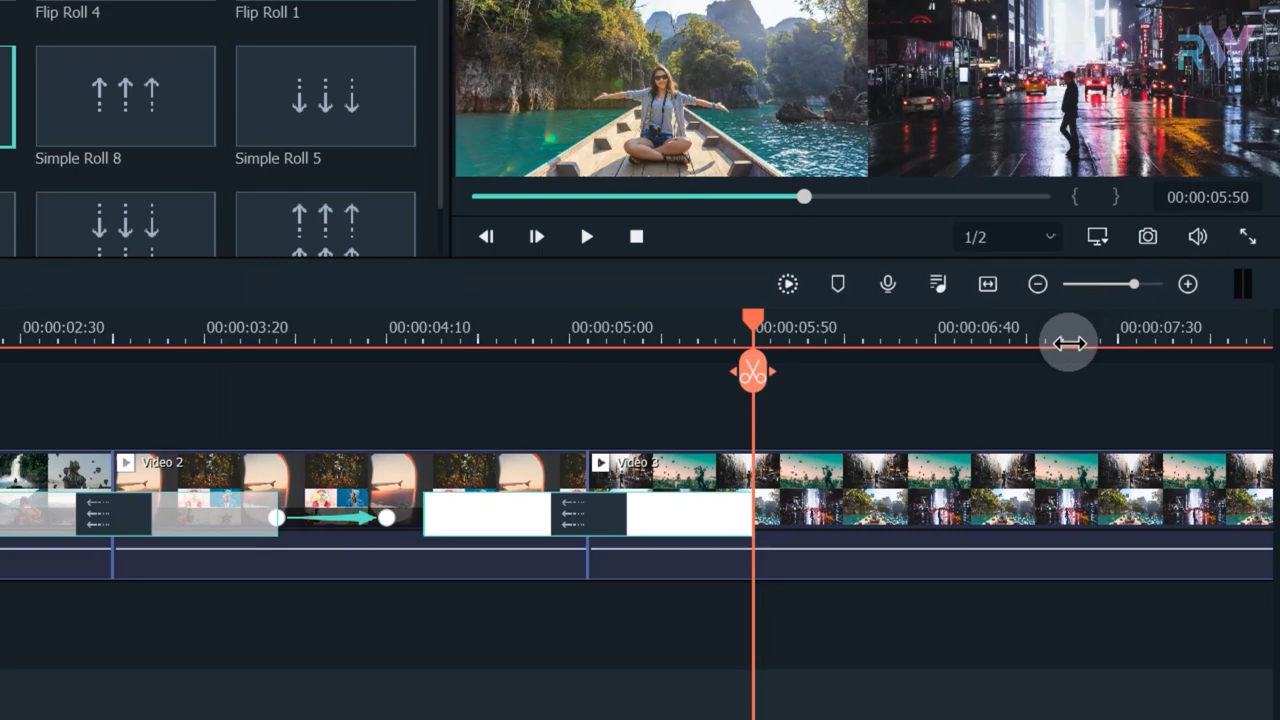 Flip Roll 4
Flip Roll 1
RW
Simple Roll 8
Simple Roll 5
00:00:05:50
1/2
00:00:02:30
00:00:03:20
00:00:04:10
00:00:05:00
00:00:05:50
00:00:06:40
00:00:07:30
Video 2
Video 3